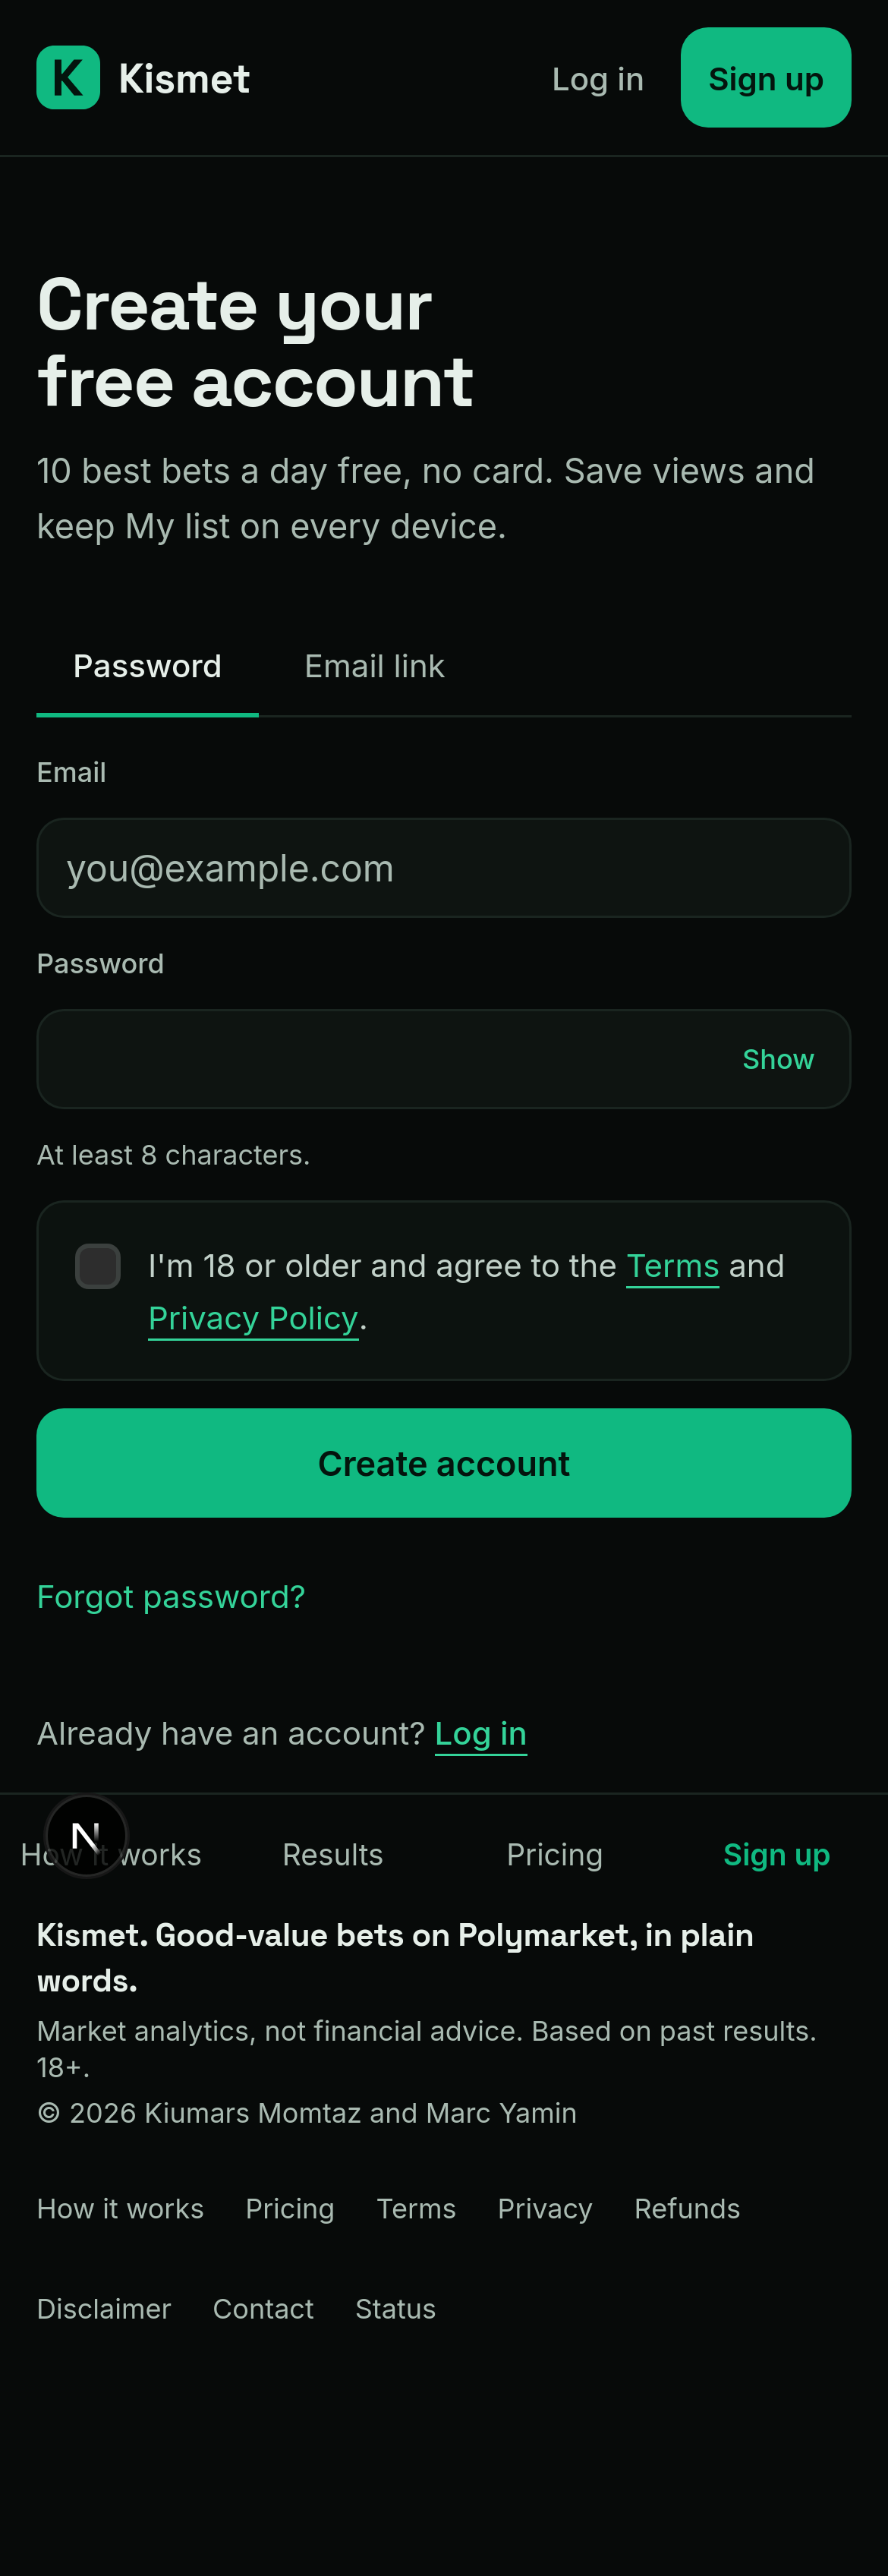 K Kismet Log in Sign up
Create your
free account
10 best bets a day free, no card. Save views and
keep My list on every device.
Password Email link
Email
you@example.com
Password
Show
At least 8 characters.
I'm 18 or older and agree to the Terms and
Privacy Policy.
Create account
Forgot password?
Already have an account? Log in
N
How it works Results Pricing Sign up
Kismet. Good-value bets on Polymarket, in plain
words.
Market analytics, not financial advice. Based on past results.
18+.
© 2026 Kiumars Momtaz and Marc Yamin
How it works Pricing Terms Privacy Refunds
Disclaimer Contact Status